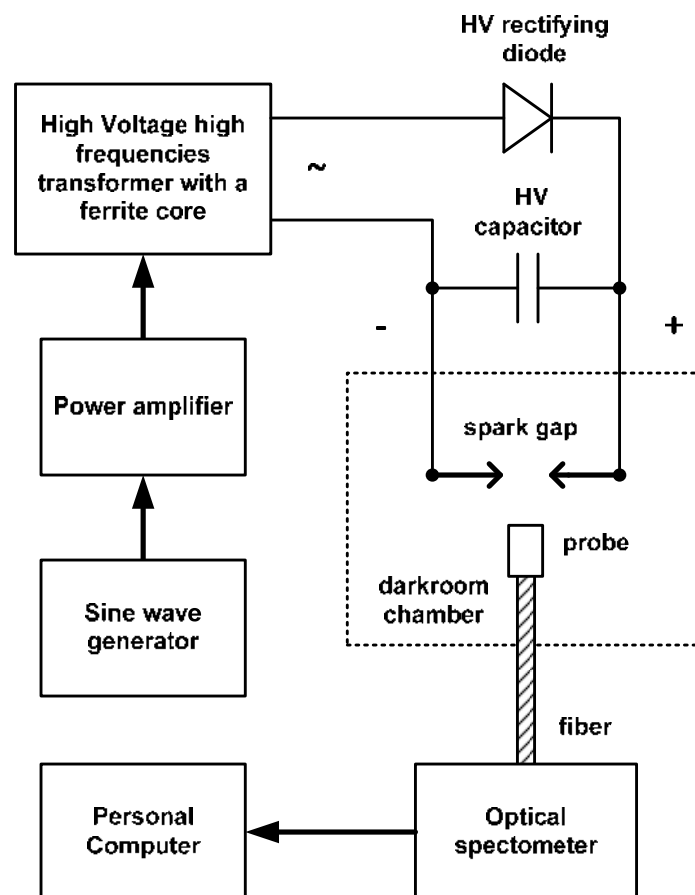 HV rectifying
diode
High Voltage high
frequencies
transformer with a
ferrite core
~
HV
capacitor
-
+
Power amplifier
spark gap
probe
darkroom
chamber
Sine wave
generator
fiber
Personal
Computer
Optical
spectometer